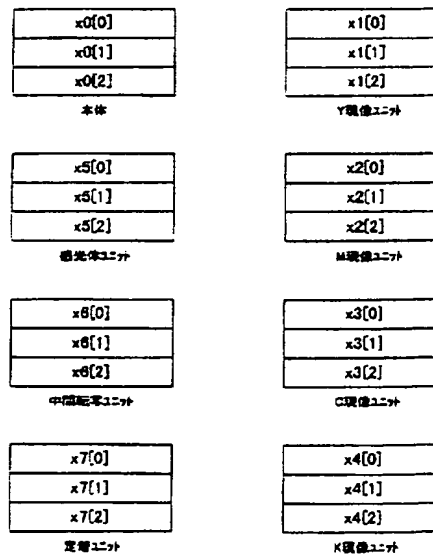 x0[0]
x0[1]
x0[2]
本体
x1[0]
x1[1]
x1[2]
Y現像ユニット
x5[0]
x5[1]
x5[2]
感光体ユニット
x2[0]
x2[1]
x2[2]
M現像ユニット
x6[0]
x6[1]
x6[2]
中間転写ユニット
x3[0]
x3[1]
x3[2]
C現像ユニット
x7[0]
x7[1]
x7[2]
定着ユニット
x4[0]
x4[1]
x4[2]
K現像ユニット